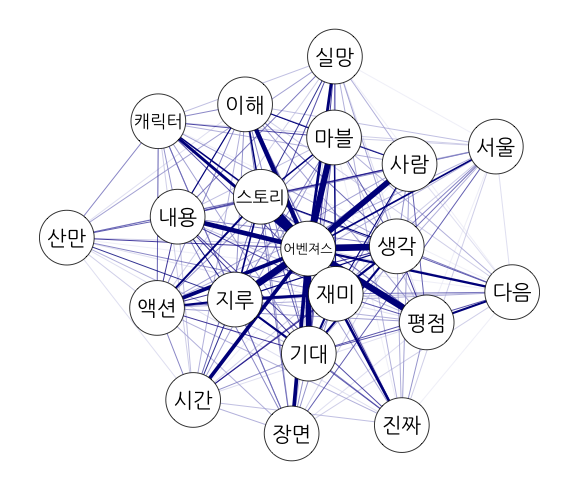 실망
이해
캐릭터
마블
서울
사람
스토리
내용
산만
어벤져스
생각
다음
재미
지루
액션
평점
기대
시간
장면
진짜